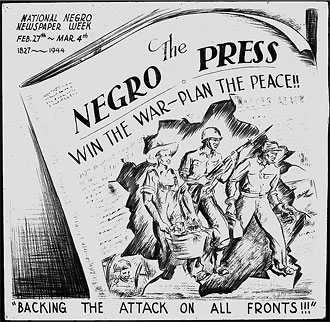 NATIONAL NEGRO
NEWSPAPER WEEK
FEB. 27th ~ MAR. 4th
1827 ~~~ 1944
The
NEGRO PRESS
WIN THE WAR—PLAN THE PEACE!!
"BACKING THE ATTACK ON ALL FRONTS!!!"